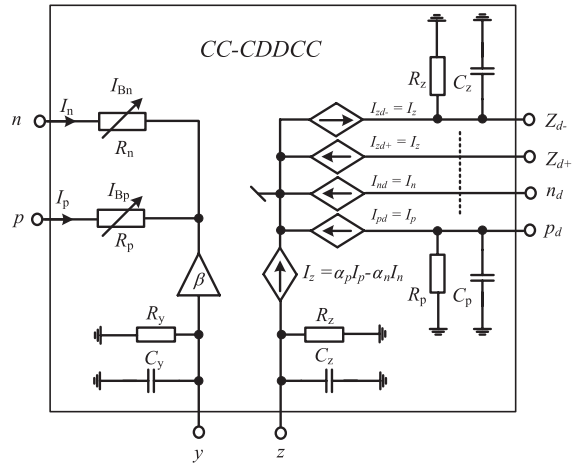 CC-CDDCC
n
I_n
I_Bn
R_n
p
I_p
I_Bp
R_p
β
R_y
C_y
y
R_z
C_z
I_zd- = I_z
Z_d-
I_zd+ = I_z
Z_d+
I_nd = I_n
n_d
I_pd = I_p
p_d
I_z =α_pI_p-α_nI_n
R_p
C_p
R_z
C_z
z